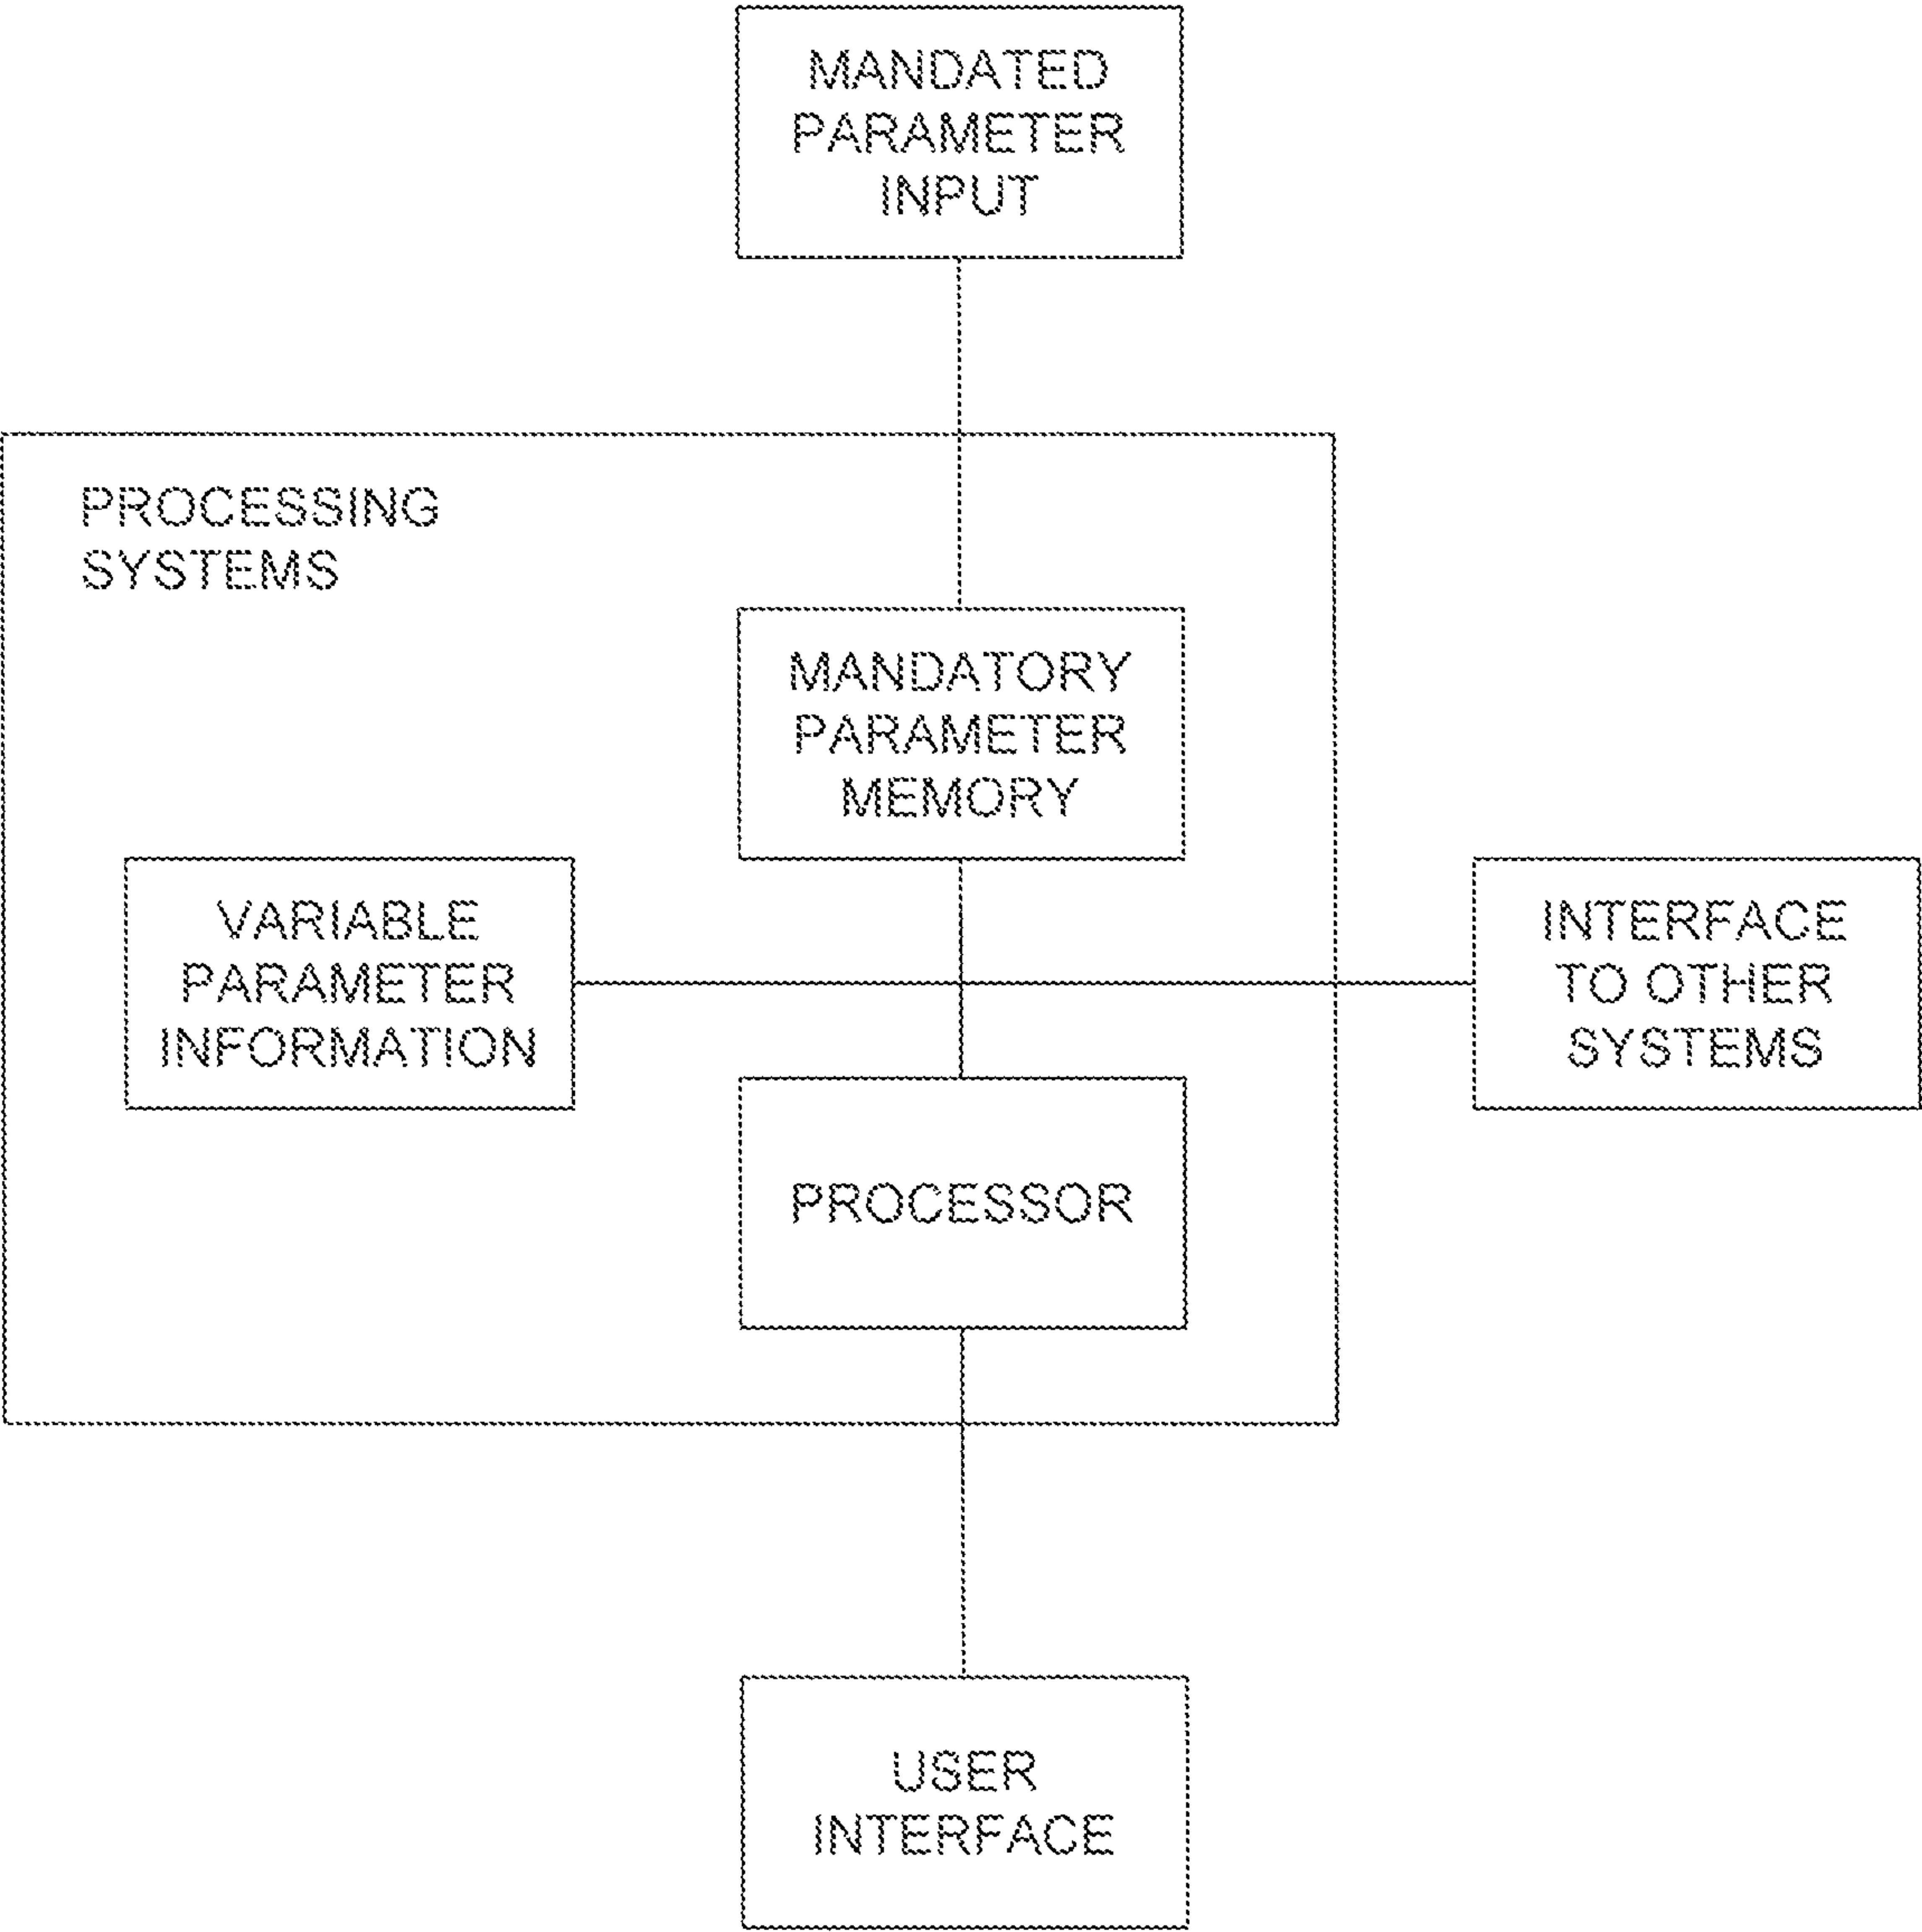 MANDATED
PARAMETER
INPUT
PROCESSING
SYSTEMS
MANDATORY
PARAMETER
MEMORY
VARIABLE
PARAMETER
INFORMATION
INTERFACE
TO OTHER
SYSTEMS
PROCESSOR
USER
INTERFACE